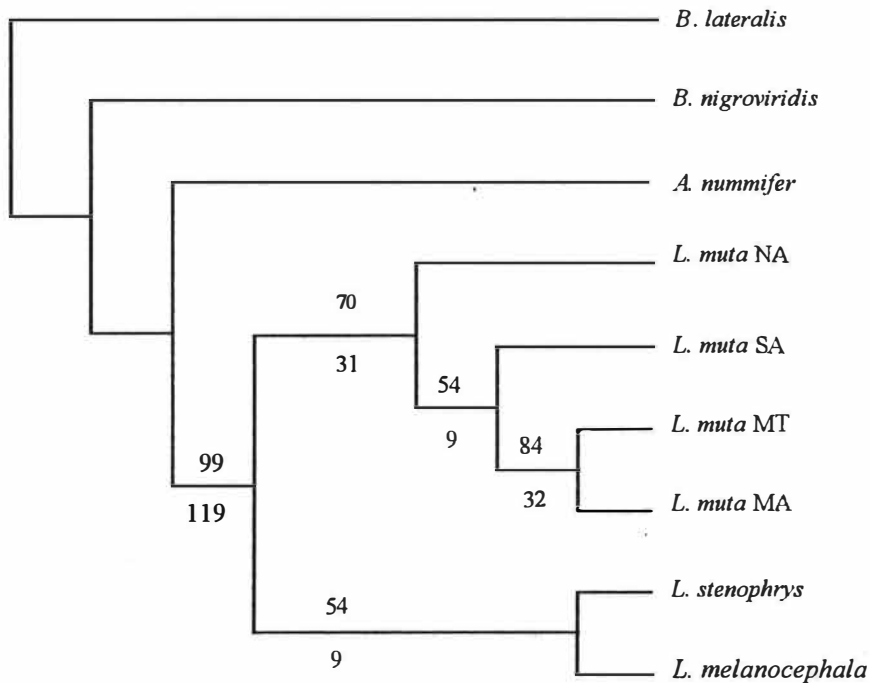 B. lateralis
B. nigroviridis
A. nummifer
L. muta NA
70
31
L. muta SA
54
9
L. muta MT
84
32
99
119
L. muta MA
L. stenophrys
54
9
L. melanocephala